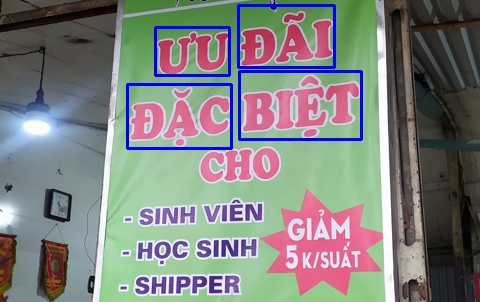 ƯU ĐÃI
ĐẶC BIỆT
CHO
- SINH VIÊN
- HỌC SINH
- SHIPPER
GIẢM
5 K/SUẤT